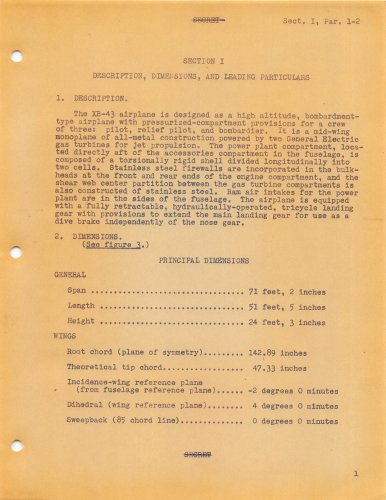 SECRET
Sect. I, Par. 1-2
SECTION I
DESCRIPTION, DIMENSIONS, AND LEADING PARTICULARS
1. DESCRIPTION.
The XB-43 airplane is designed as a high altitude, bombardment-
type airplane with pressurized-compartment provisions for a crew
of three: pilot, relief pilot, and bombardier. It is a mid-wing
monoplane of all-metal construction powered by two General Electric
gas turbines for jet propulsion. The power plant compartment, loca-
ted directly aft of the accessories compartment in the fuselage, is
composed of a torsionally rigid shell divided longitudinally into
two cells. Stainless steel firewalls are incorporated in the bulk-
heads at the front and rear ends of the engine compartment, and the
shear web center partition between the gas turbine compartments is
also constructed of stainless steel. Ram air intakes for the power
plant are in the sides of the fuselage. The airplane is equipped
with a fully retractable, hydraulically-operated, tricycle landing
gear with provisions to extend the main landing gear for use as a
dive brake independently of the nose gear.
2. DIMENSIONS.
(See figure 3.)
PRINCIPAL DIMENSIONS
GENERAL
Span ................................ 71 feet, 2 inches
Length .............................. 51 feet, 5 inches
Height .............................. 24 feet, 3 inches
WINGS
Root chord (plane of symmetry)........ 142.89 inches
Theoretical tip chord................ 47.33 inches
Incidence-wing reference plane
(from fuselage reference plane)..... -2 degrees 0 minutes
Dihedral (wing reference plane)....... 4 degrees 0 minutes
Sweepback (85 chord line)............. 0 degrees 0 minutes
SECRET
1